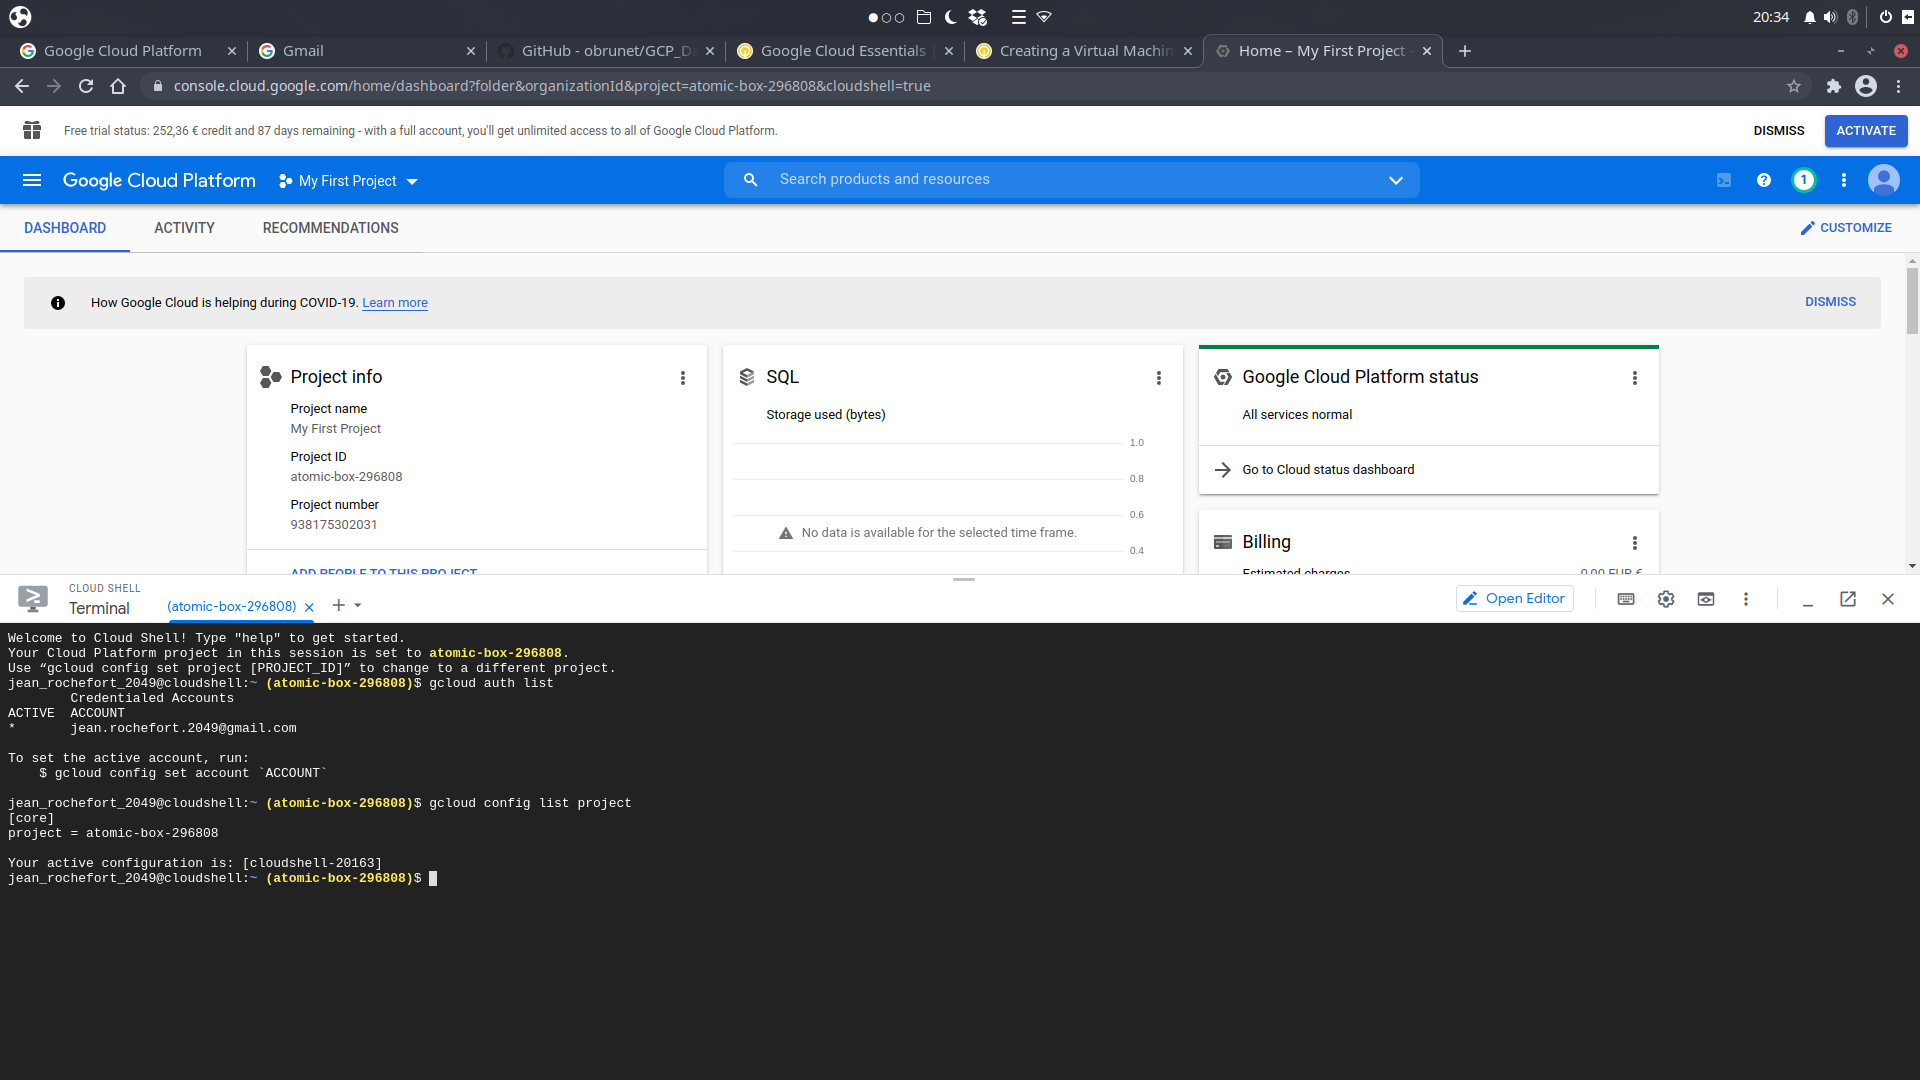 20:34
Google Cloud Platform
Gmail
GitHub - obrunet/GCP_Da
Google Cloud Essentials
Creating a Virtual Machin
Home – My First Project -
console.cloud.google.com/home/dashboard?folder&organizationId&project=atomic-box-296808&cloudshell=true
Free trial status: 252,36 € credit and 87 days remaining - with a full account, you'll get unlimited access to all of Google Cloud Platform.
DISMISS
ACTIVATE
Google Cloud Platform
My First Project
Search products and resources
1
DASHBOARD
ACTIVITY
RECOMMENDATIONS
CUSTOMIZE
How Google Cloud is helping during COVID-19. Learn more
DISMISS
Project info
Project name
My First Project
Project ID
atomic-box-296808
Project number
938175302031
ADD PEOPLE TO THIS PROJECT
SQL
Storage used (bytes)
1.0
0.8
0.6
No data is available for the selected time frame.
0.4
Google Cloud Platform status
All services normal
Go to Cloud status dashboard
Billing
Estimated charges
0.00 EUR €
CLOUD SHELL
Terminal
(atomic-box-296808)
Open Editor
Welcome to Cloud Shell! Type "help" to get started.
Your Cloud Platform project in this session is set to atomic-box-296808.
Use “gcloud config set project [PROJECT_ID]” to change to a different project.
jean_rochefort_2049@cloudshell:~ (atomic-box-296808)$ gcloud auth list
Credentialed Accounts
ACTIVE  ACCOUNT
*       jean.rochefort.2049@gmail.com
To set the active account, run:
$ gcloud config set account `ACCOUNT`
jean_rochefort_2049@cloudshell:~ (atomic-box-296808)$ gcloud config list project
[core]
project = atomic-box-296808
Your active configuration is: [cloudshell-20163]
jean_rochefort_2049@cloudshell:~ (atomic-box-296808)$